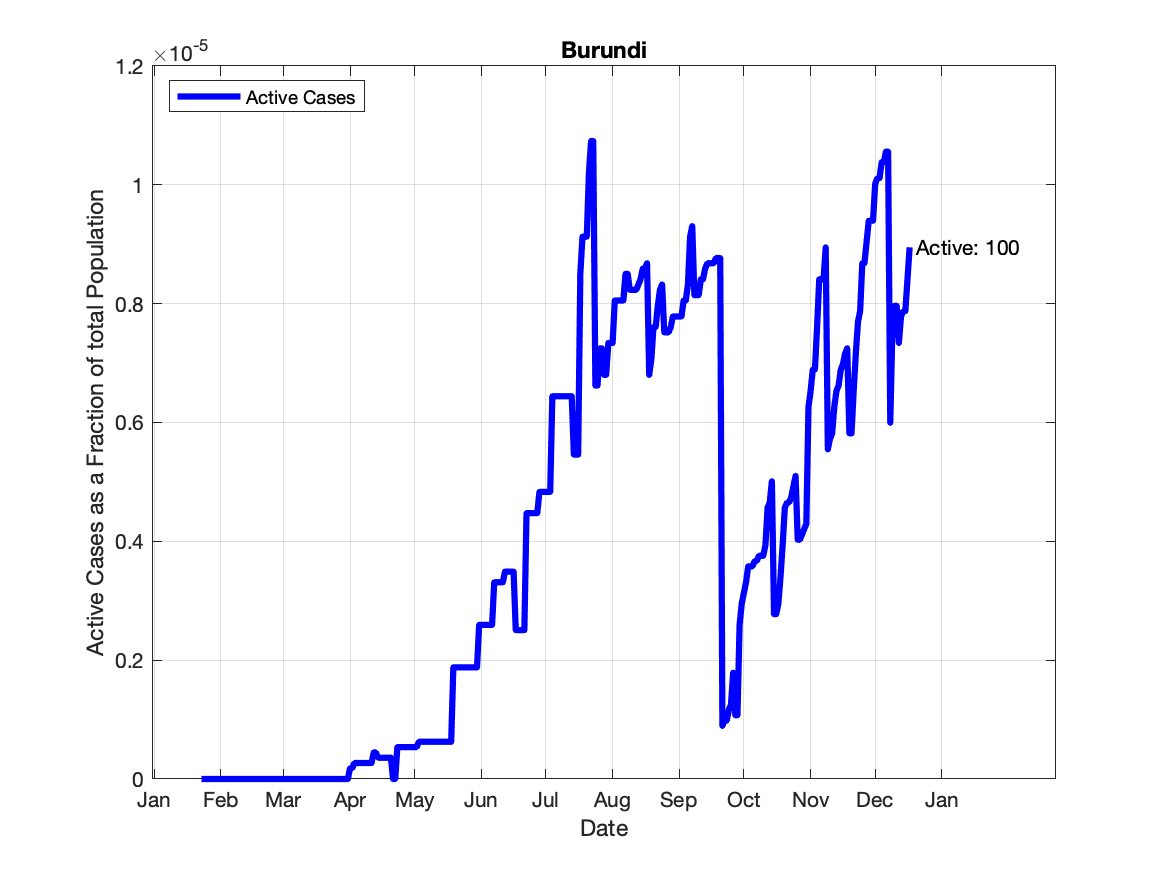 Burundi
×10-5
1.2
1
0.8
0.6
0.4
0.2
0
Active Cases as a Fraction of total Population
Active Cases
Active: 100
Jan Feb Mar Apr May Jun Jul Aug Sep Oct Nov Dec Jan
Date